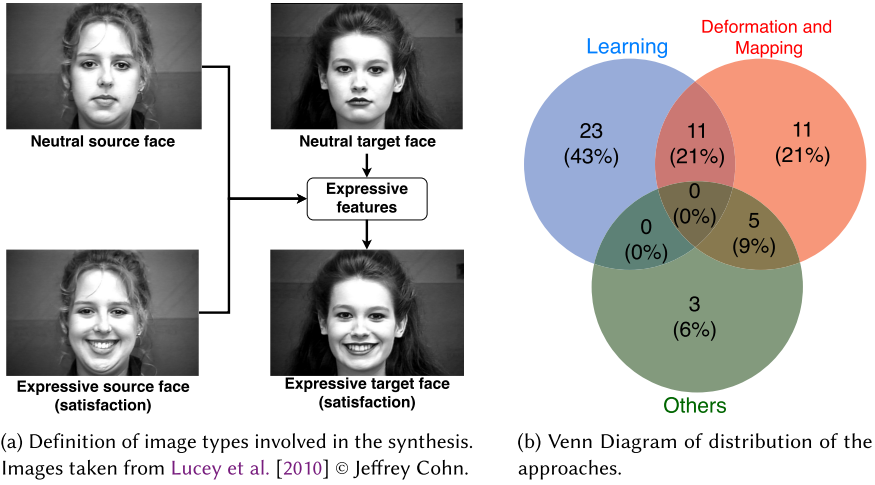 Neutral source face
Neutral target face
Expressive
features
Expressive source face
(satisfaction)
Expressive target face
(satisfaction)
(a) Definition of image types involved in the synthesis.
Images taken from Lucey et al. [2010] © Jeffrey Cohn.
Learning
Deformation and
Mapping
23
(43%)
11
(21%)
11
(21%)
0
(0%)
0
(0%)
5
(9%)
3
(6%)
Others
(b) Venn Diagram of distribution of the
approaches.